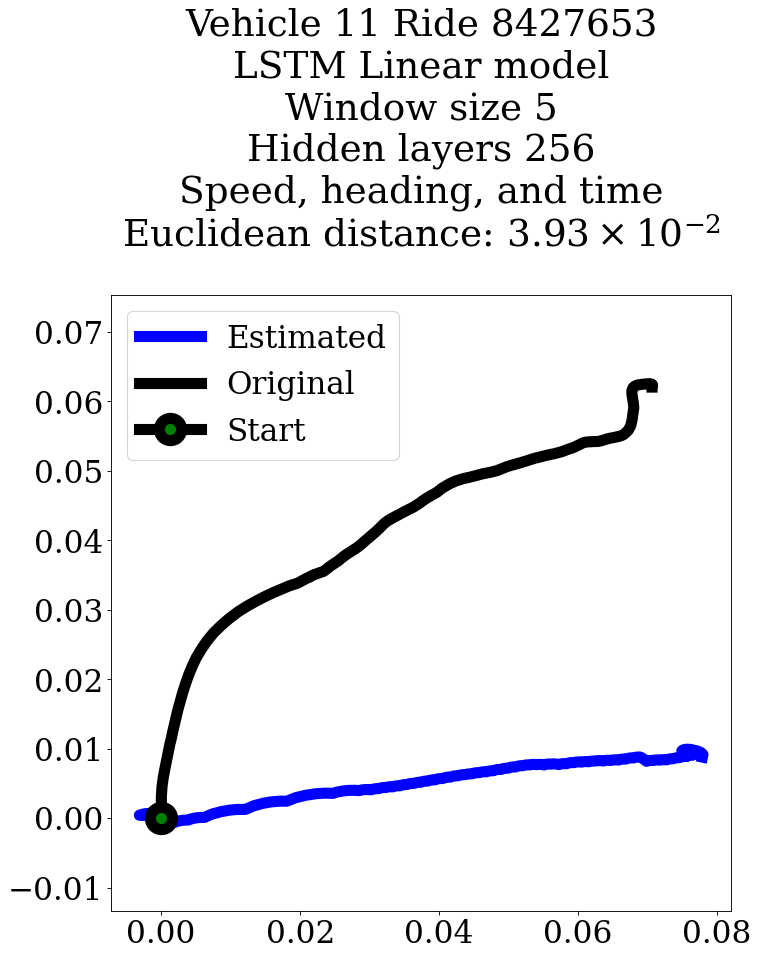 Vehicle 11 Ride 8427653
LSTM Linear model
Window size 5
Hidden layers 256
Speed, heading, and time
Euclidean distance: 3.93 × 10⁻²
Estimated
Original
Start
0.07
0.06
0.05
0.04
0.03
0.02
0.01
0.00
−0.01
0.00 0.02 0.04 0.06 0.08